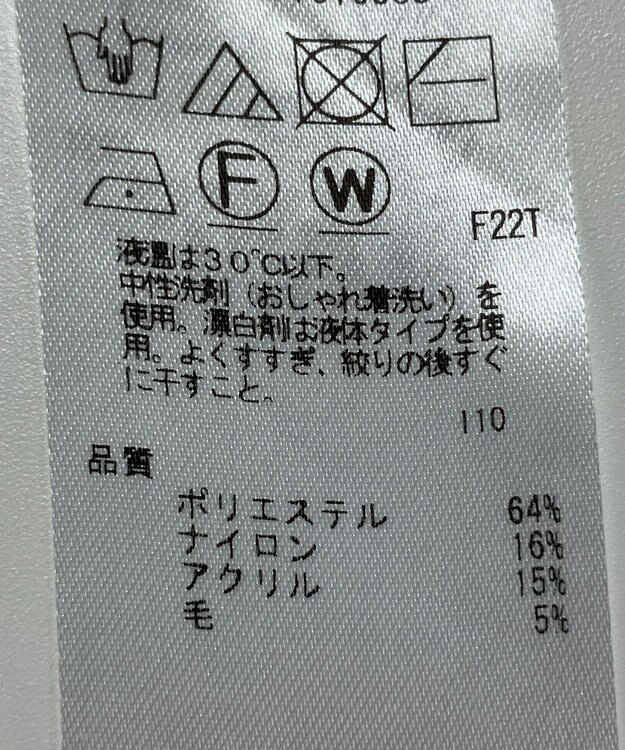 F
W
F22T
液温は30℃以下。
中性洗剤（おしゃれ着洗い）を
使用。漂白剤は液体タイプを使
用。よくすすぎ、絞りの後すぐ
に干すこと。
110
品質
ポリエステル 64%
ナイロン 16%
アクリル 15%
毛 5%